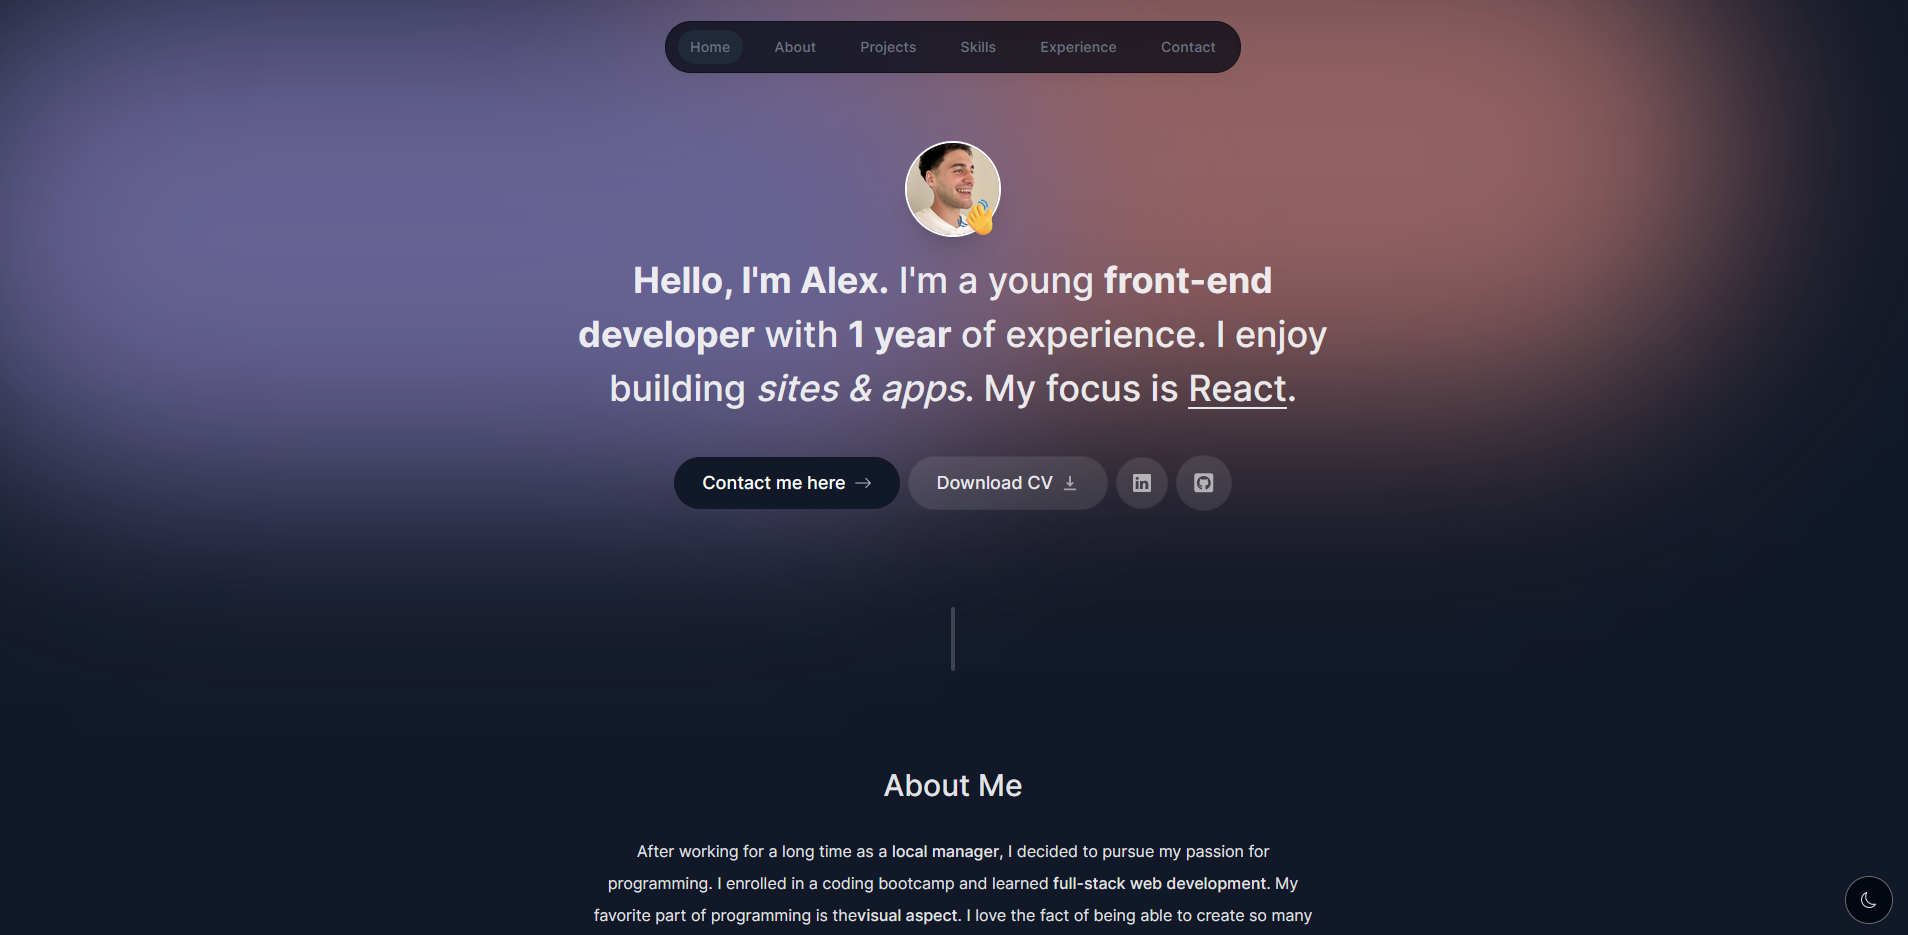 Home About Projects Skills Experience Contact
Hello, I'm Alex. I'm a young front-end
developer with 1 year of experience. I enjoy
building sites & apps. My focus is React.
Contact me here Download CV in
About Me
After working for a long time as a local manager, I decided to pursue my passion for
programming. I enrolled in a coding bootcamp and learned full-stack web development. My
favorite part of programming is thevisual aspect. I love the fact of being able to create so many